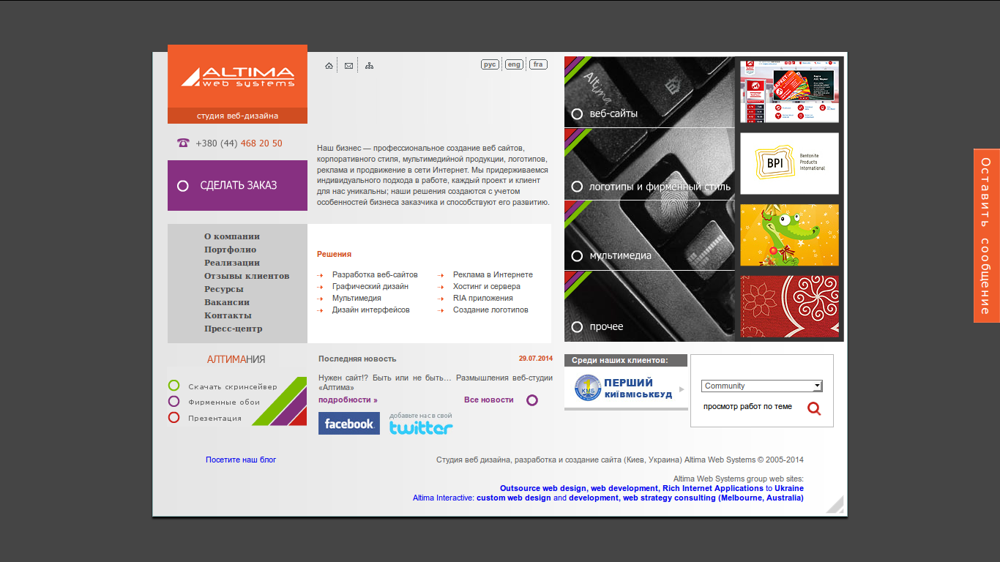 ALTIMA
web systems
студия веб-дизайна
+380 (44) 468 20 50
СДЕЛАТЬ ЗАКАЗ
рус
eng
fra
Наш бизнес — профессиональное создание веб сайтов,
корпоративного стиля, мультимедийной продукции, логотипов,
реклама и продвижение в сети Интернет. Мы придерживаемся
индивидуального подхода в работе, каждый проект и клиент
для нас уникальны; наши решения создаются с учетом
особенностей бизнеса заказчика и способствуют его развитию.
О компании
Портфолио
Реализации
Отзывы клиентов
Ресурсы
Вакансии
Контакты
Пресс-центр
Решения
Разработка веб-сайтов
Графический дизайн
Мультимедия
Дизайн интерфейсов
Реклама в Интернете
Хостинг и сервера
RIA приложения
Создание логотипов
Altima
веб-сайты
логотипы и фирменный стиль
мультимедиа
прочее
BPI
Bentonite
Products
International
Оставить сообщение
АЛТИМАНИЯ
Скачать скринсейвер
Фирменные обои
Презентация
Последняя новость
29.07.2014
Нужен сайт!? Быть или не быть… Размышления веб-студии
«Алтима»
подробности »
Все новости
facebook
добавьте нас в свой
twitter
Среди наших клиентов:
1
КМБ
ПЕРШИЙ
КИЇВМІСЬКБУД
Community
просмотр работ по теме
Посетите наш блог
Студия веб дизайна, разработка и создание сайта (Киев, Украина) Altima Web Systems © 2005-2014
Altima Web Systems group web sites:
Outsource web design, web development, Rich Internet Applications to Ukraine
Altima Interactive: custom web design and development, web strategy consulting (Melbourne, Australia)